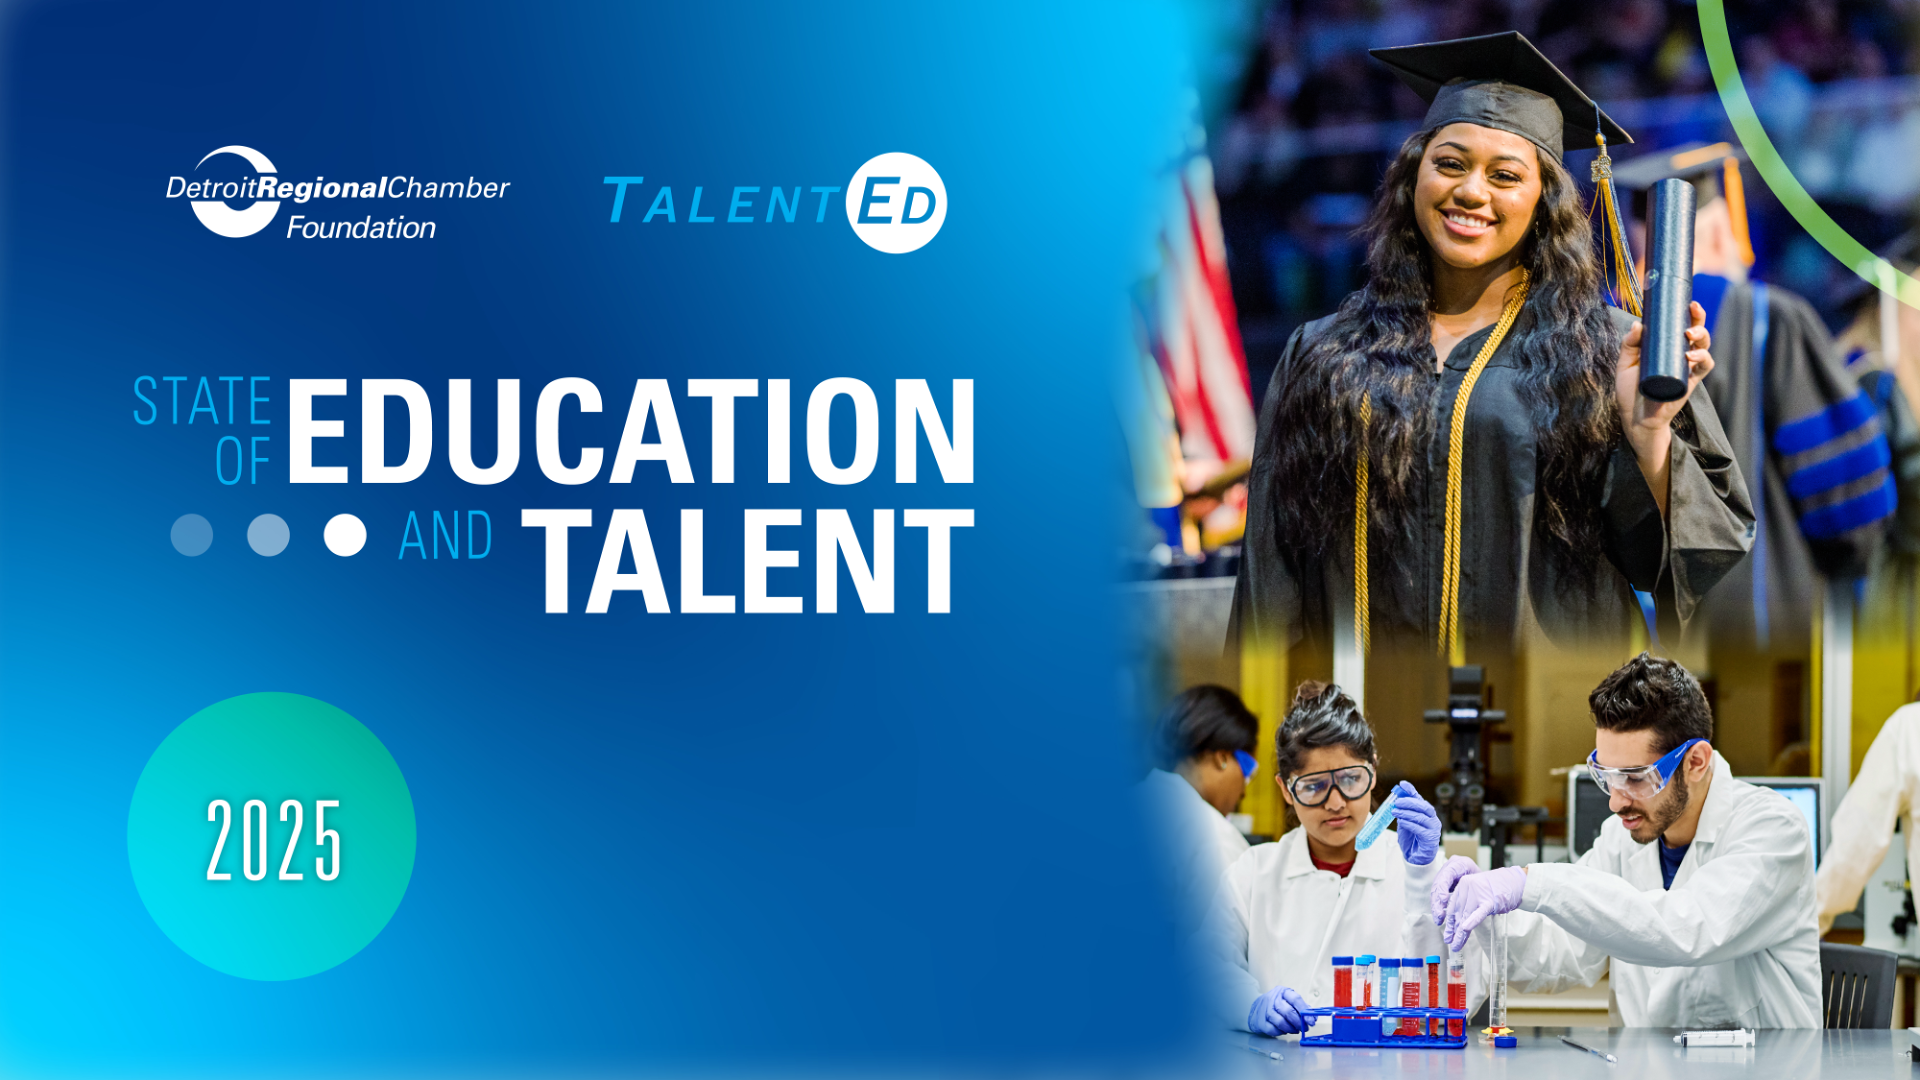 DetroitRegionalChamber
Foundation
TALENTED
STATE OF EDUCATION
AND TALENT
2025